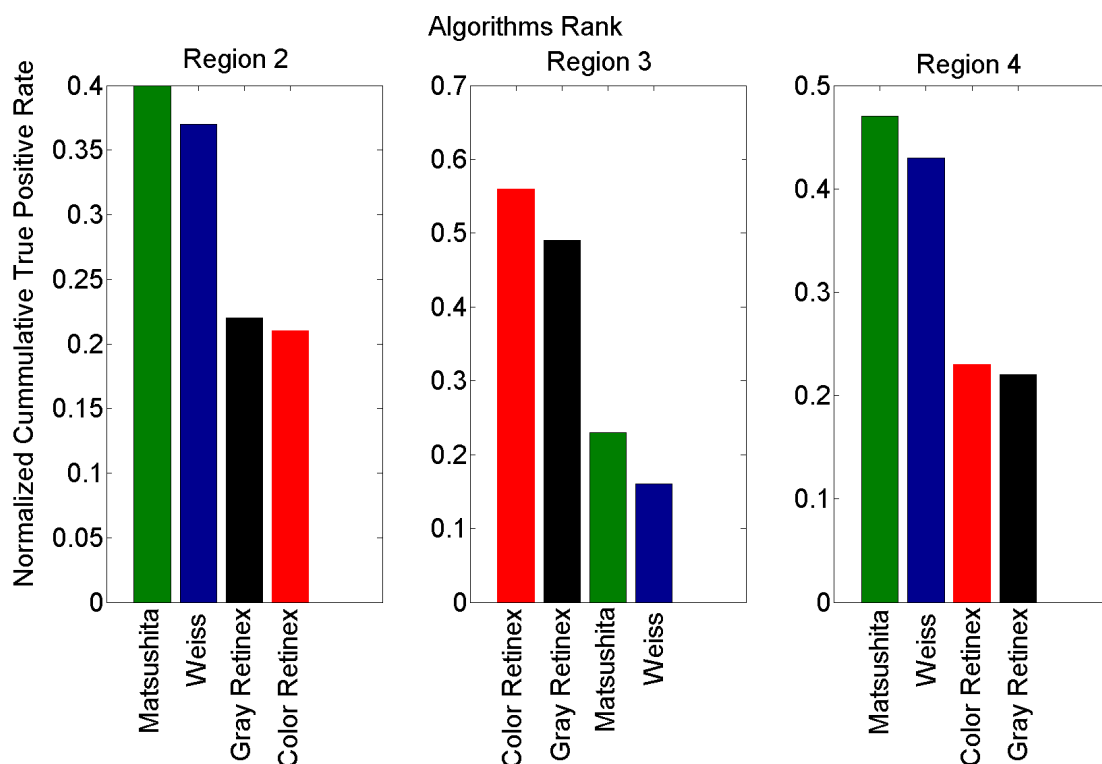 Algorithms Rank
Normalized Cummulative True Positive Rate
Region 2
0.4
0.35
0.3
0.25
0.2
0.15
0.1
0.05
0
Matsushita
Weiss
Gray Retinex
Color Retinex
Region 3
0.7
0.6
0.5
0.4
0.3
0.2
0.1
0
Color Retinex
Gray Retinex
Matsushita
Weiss
Region 4
0.5
0.4
0.3
0.2
0.1
0
Matsushita
Weiss
Color Retinex
Gray Retinex